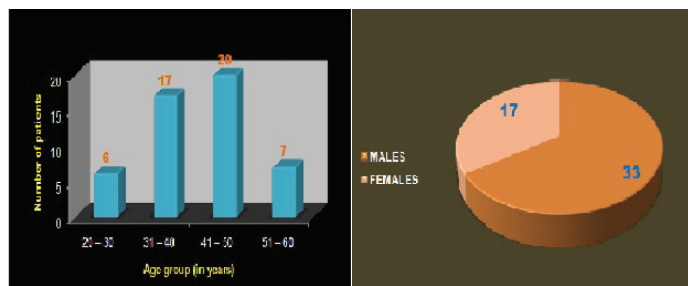 20
17
6
7
20
15
10
5
0
Number of patients
20 – 30
31 – 40
41 – 50
51 – 60
Age group (in years)
17
33
MALES
FEMALES